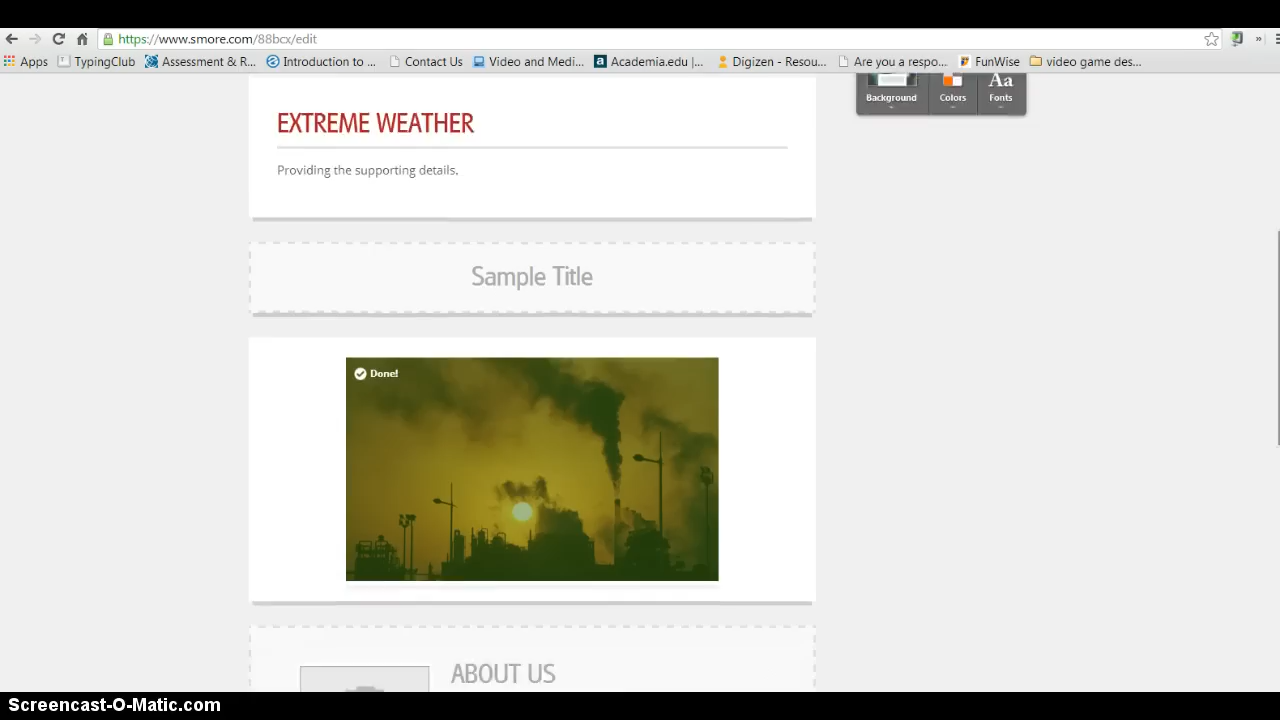 https://www.smore.com/88bcx/edit
»
Apps TypingClub Assessment & R... Introduction to ... Contact Us Video and Medi... a Academia.edu |... Digizen - Resou... Are you a respo... FunWise video game des... »
Aa
Background Colors Fonts
EXTREME WEATHER
Providing the supporting details.
Sample Title
Done!
ABOUT US
Screencast-O-Matic.com